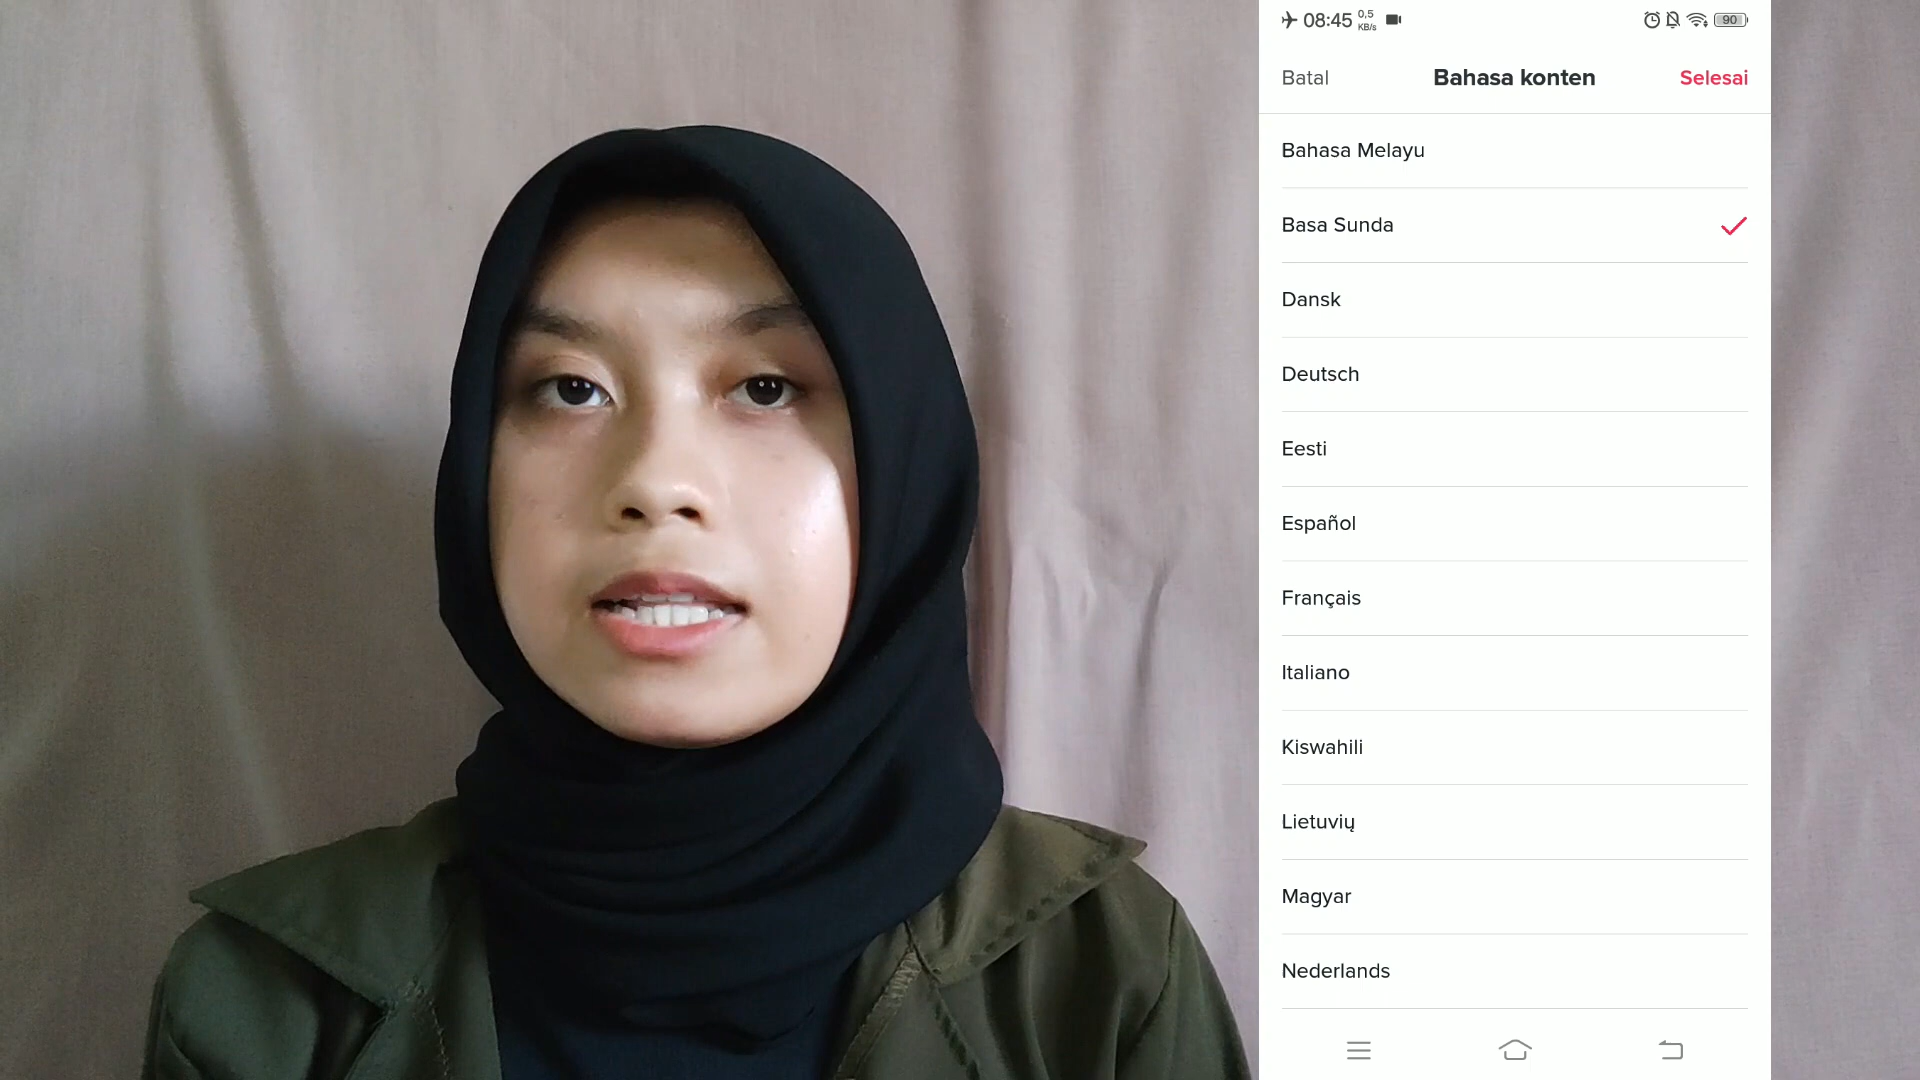 08:45 0,5 KB/s 90
Batal Bahasa konten Selesai
Bahasa Melayu
Basa Sunda
Dansk
Deutsch
Eesti
Español
Français
Italiano
Kiswahili
Lietuvių
Magyar
Nederlands